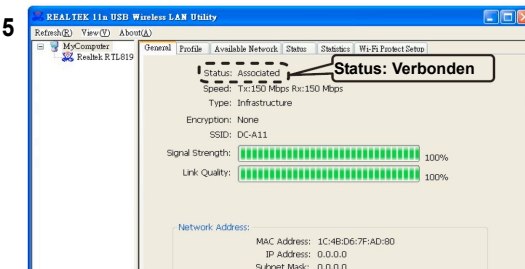 5
REALTEK 11n USB Wireless LAN Utility
Refresh(R) View(V) About(A)
MyComputer
Realtek RTL819
General Profile Available Network Status Statistics Wi-Fi Protect Setup
Status: Associated
Status: Verbonden
Speed: Tx:150 Mbps Rx:150 Mbps
Type: Infrastructure
Encryption: None
SSID: DC-A11
Signal Strength: 100%
Link Quality: 100%
Network Address:
MAC Address: 1C:4B:D6:7F:AD:80
IP Address: 0.0.0.0
Subnet Mask: 0.0.0.0